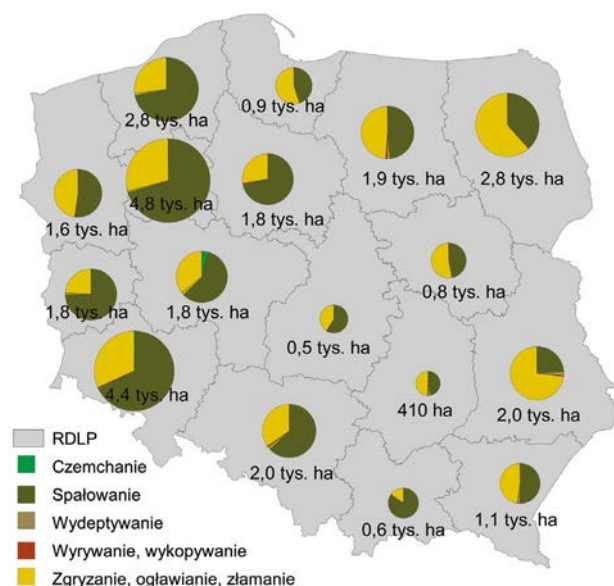 2,8 tys. ha
0,9 tys. ha
1,9 tys. ha
2,8 tys. ha
4,8 tys. ha
1,8 tys. ha
1,6 tys. ha
0,8 tys. ha
1,8 tys. ha
1,8 tys. ha
0,5 tys. ha
4,4 tys. ha
410 ha
2,0 tys. ha
2,0 tys. ha
0,6 tys. ha
1,1 tys. ha
RDLP
Czemchanie
Spałowanie
Wydeptywanie
Wyrywanie, wykopywanie
Zgryzanie, ogławianie, złamanie